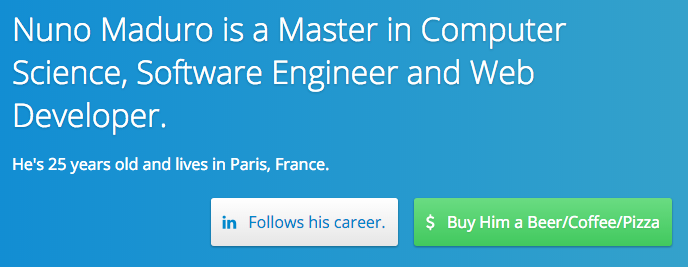 Nuno Maduro is a Master in Computer
Science, Software Engineer and Web
Developer.
He's 25 years old and lives in Paris, France.
in Follows his career.
$ Buy Him a Beer/Coffee/Pizza